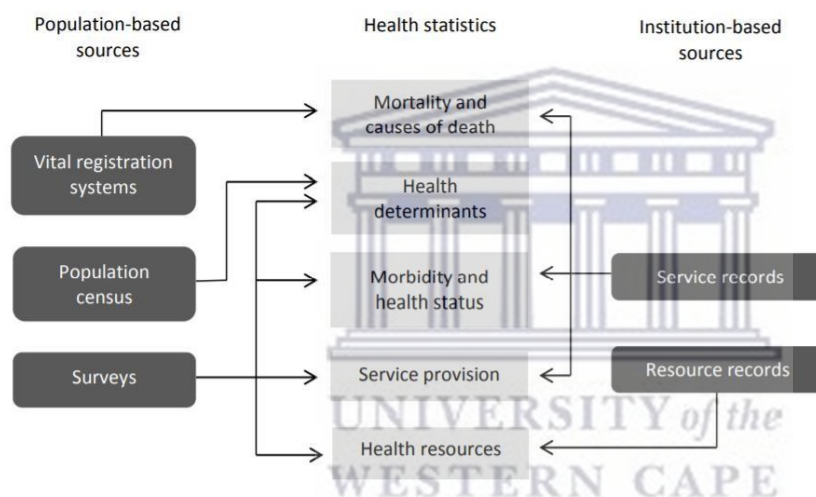 Population-based
sources
Health statistics
Institution-based
sources
Mortality and
causes of death
Vital registration
systems
Health
determinants
Population
census
Morbidity and
health status
Service records
Surveys
Service provision
Resource records
Health resources
UNIVERSITY of the
WESTERN CAPE